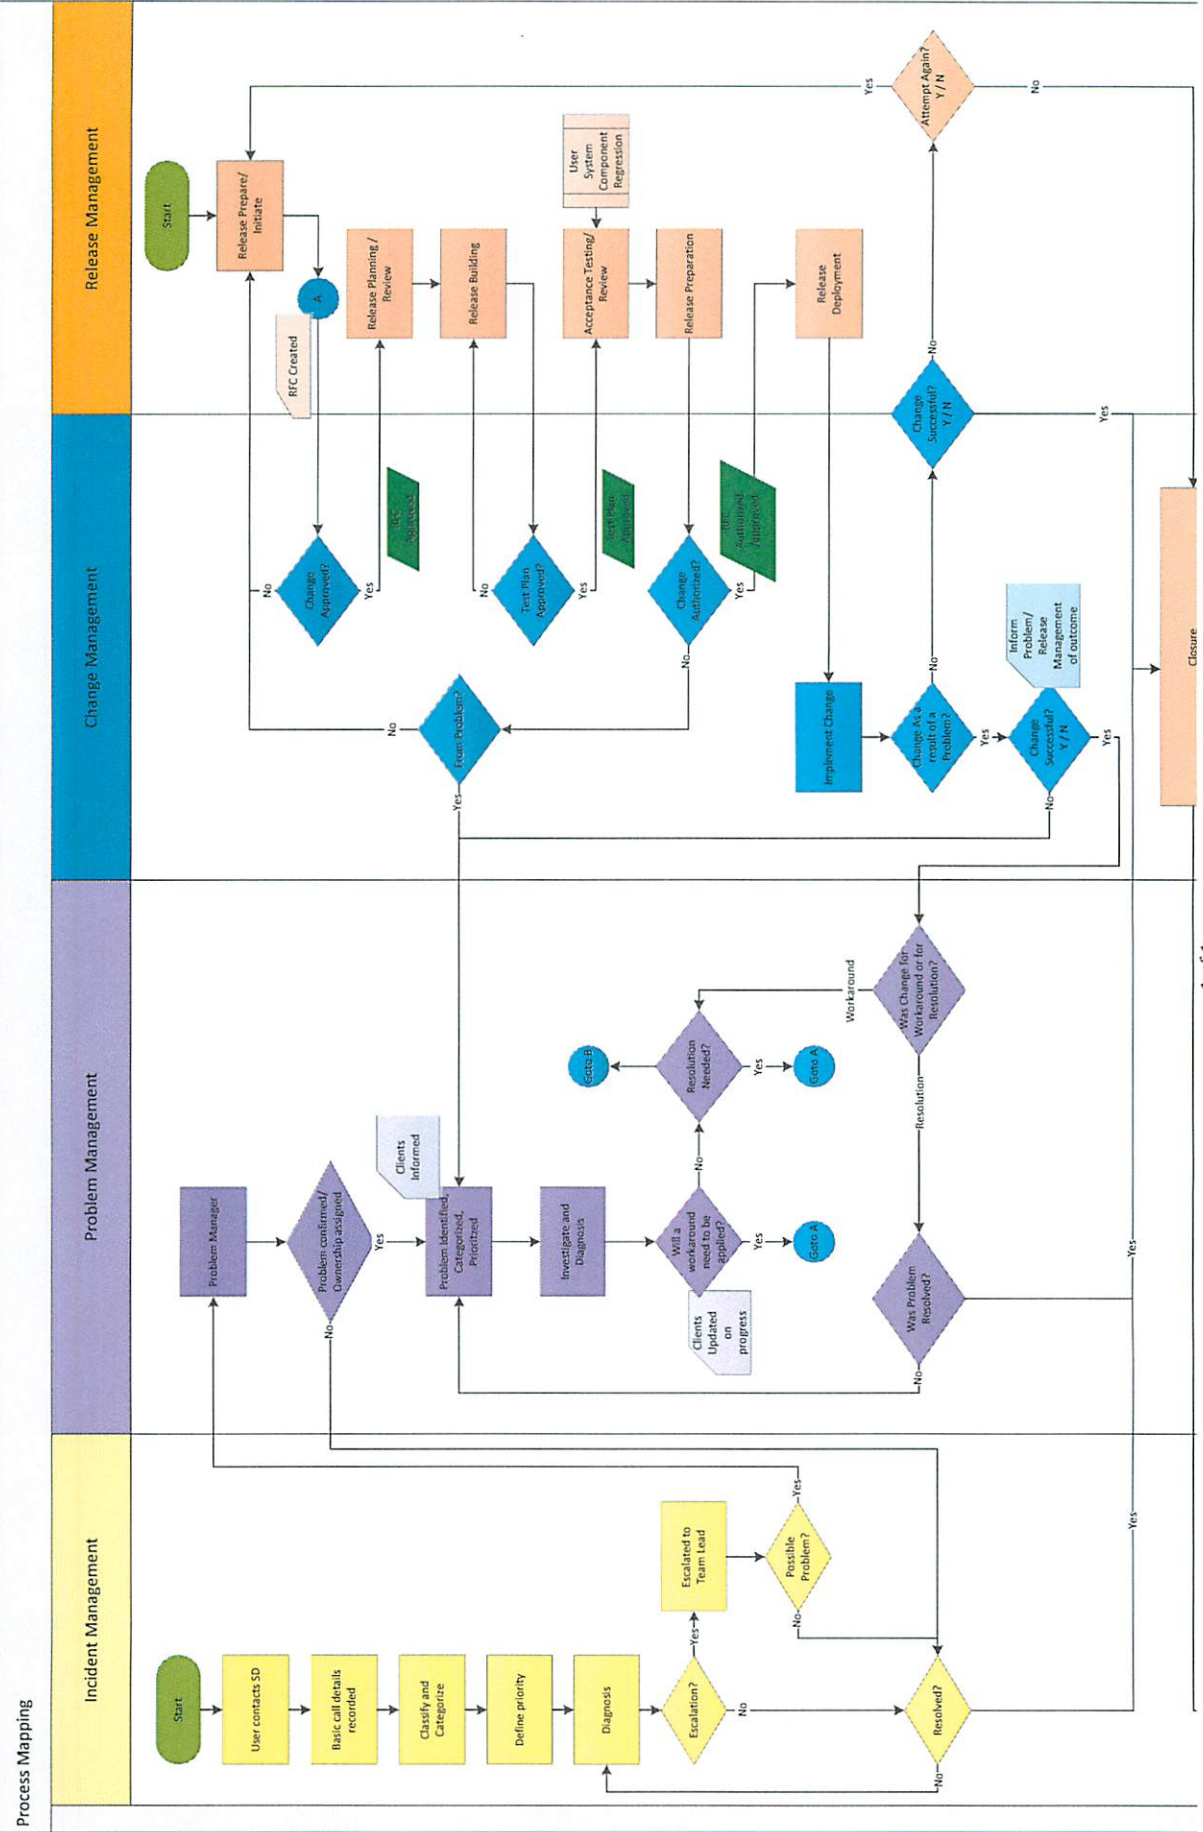 Process Mapping
Incident Management
Problem Management
Change Management
Release Management
Start
User contacts SD
Basic call details
recorded
Classify and
Categorize
Define priority
Diagnosis
Escalation?
Yes
Escalated to
Team Lead
Possible
Problem?
Yes
No
No
Resolved?
No
Yes
Problem Manager
Problem confirmed/
Ownership assigned
No
Yes
Clients
Informed
Problem Identified,
Categorized,
Prioritzed
Investigate and
Diagnosis
Will a
workaround
need to be
applied?
Clients
Updated
on
progress
Yes
Goto A
No
Resolution
Needed?
Goto B
Yes
Goto A
Workaround
Was Change for
Workaround or for
Resolution?
Resolution
Was Problem
Resolved?
No
Yes
Start
Release Prepare/
Initiate
A
RFC Created
Change
Approved?
No
Yes
RFC
Approved
Release Planning /
Review
Release Building
Test Plan
Approved?
No
Yes
Test Plan
Approved
User
System
Component
Regression
Acceptance Testing/
Review
Release Preparation
Change
Authorized?
No
Yes
RFC
Authorized
/approved
From Problem?
No
Yes
Release
Deployment
Implement Change
Change As a
result of a
Problem?
No
Yes
Change
Successful?
Y / N
No
Yes
Inform
Problem/
Release
Management
of outcome
Change
Successful?
Y / N
No
Yes
Attempt Again?
Y / N
Yes
No
Closure